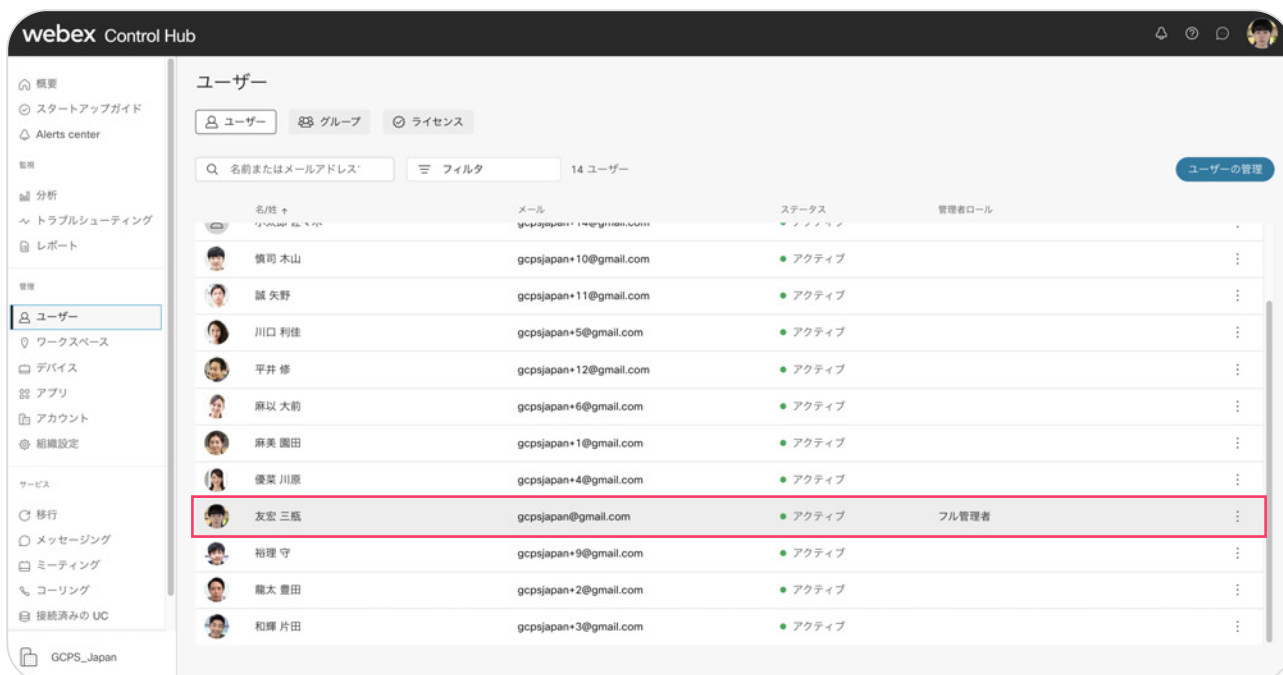 webex Control Hub
概要
スタートアップガイド
Alerts center
監視
分析
トラブルシューティング
レポート
管理
ユーザー
ワークスペース
デバイス
アプリ
アカウント
組織設定
サービス
移行
メッセージング
ミーティング
コーリング
接続済みの UC
GCPS_Japan
ユーザー
ユーザー グループ ライセンス
名前またはメールアドレス フィルタ 14 ユーザー ユーザーの管理
名/姓 ↑ メール ステータス 管理者ロール
gcpsjapan+14@gmail.com アクティブ
慎司 木山 gcpsjapan+10@gmail.com アクティブ
誠 矢野 gcpsjapan+11@gmail.com アクティブ
川口 利佳 gcpsjapan+5@gmail.com アクティブ
平井 修 gcpsjapan+12@gmail.com アクティブ
麻以 大前 gcpsjapan+6@gmail.com アクティブ
麻美 園田 gcpsjapan+1@gmail.com アクティブ
優菜 川原 gcpsjapan+4@gmail.com アクティブ
友宏 三瓶 gcpsjapan@gmail.com アクティブ フル管理者
裕理 守 gcpsjapan+9@gmail.com アクティブ
龍太 豊田 gcpsjapan+2@gmail.com アクティブ
和輝 片田 gcpsjapan+3@gmail.com アクティブ